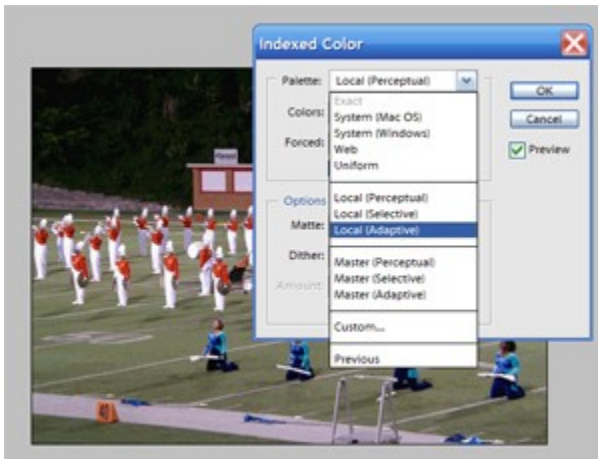 Indexed Color
Palette: Local (Perceptual)
OK
Exact
Colors:
System (Mac OS)
Cancel
System (Windows)
Forced:
Web
Preview
Uniform
Options
Local (Perceptual)
Local (Selective)
Matte:
Local (Adaptive)
Dither:
Master (Perceptual)
Master (Selective)
Amount:
Master (Adaptive)
Custom...
Previous